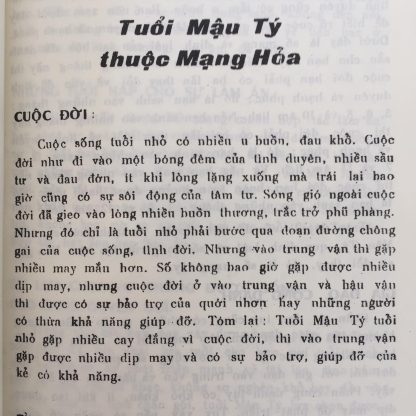 Tuổi Mậu Tý
thuộc Mạng Hỏa
CUỘC ĐỜI :
Cuộc sống tuổi nhỏ có nhiều u buồn, đau khổ. Cuộc
đời như đi vào một bóng đêm của tình duyên, nhiều sầu
tư và đau đớn, ít khi lòng lặng xuống mà trái lại bao
giờ cũng có sự sôi động của tâm tư. Sóng gió ngoài cuộc
đời đã gieo vào lòng nhiều buồn thương, trắc trở phũ phàng.
Nhưng đó chỉ là tuổi nhỏ phải bước qua đoạn đường chông
gai của cuộc sống, tình đời. Nhưng vào trung vận thì gặp
nhiều may mắn hơn. Số không bao giờ gặp được nhiều
dịp may, nhưng cuộc đời ở vào trung vận và hậu vận
thì được có sự bảo trợ của quới nhơn hay những người
có thừa khả năng giúp đỡ. Tóm lại : Tuổi Mậu Tý tuổi
nhỏ gặp nhiều cay đắng vì cuộc đời, thì vào trung vận
gặp được nhiều dịp may và có sự bảo trợ, giúp đỡ của
kẻ có khả năng.